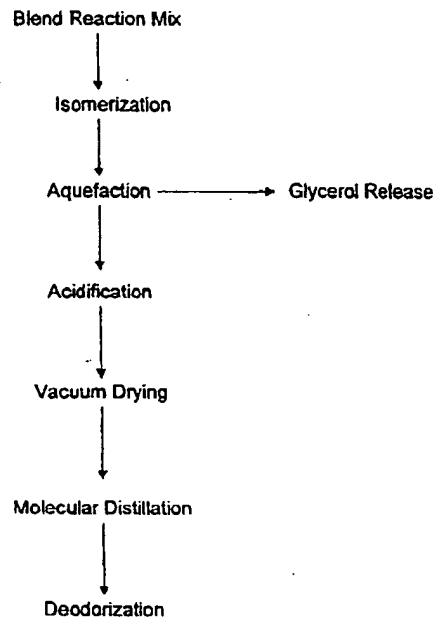 Blend Reaction Mix
Isomerization
Aquefaction
Glycerol Release
Acidification
Vacuum Drying
Molecular Distillation
Deodorization